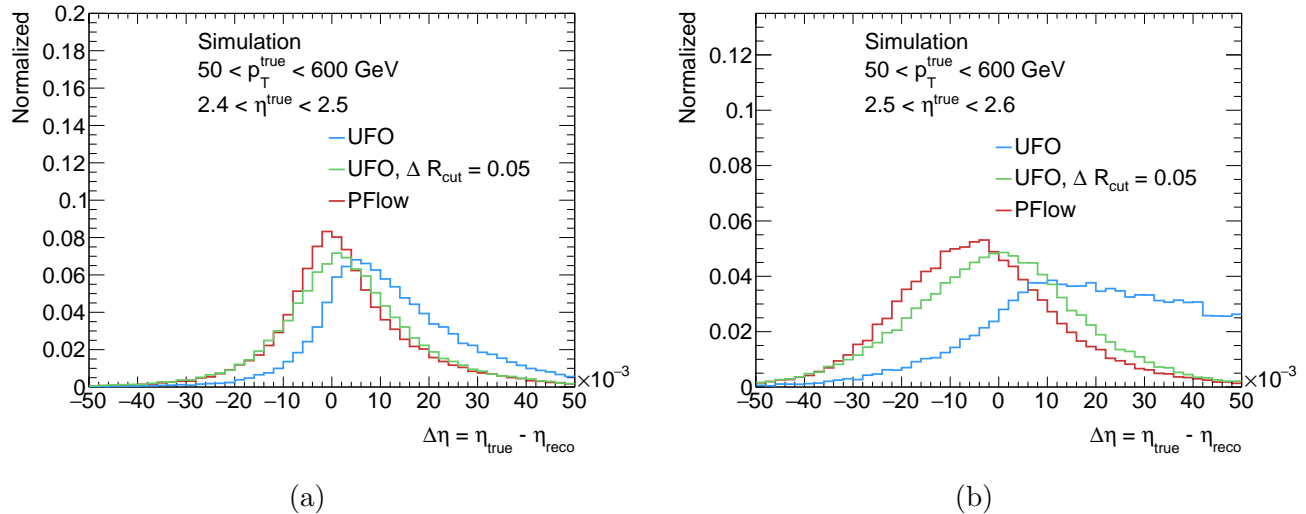 Normalized
0.2
0.18
0.16
0.14
0.12
0.1
0.08
0.06
0.04
0.02
0
Simulation
50 < p_T^true < 600 GeV
2.4 < η^true < 2.5
UFO
UFO, Δ R_cut = 0.05
PFlow
−50 −40 −30 −20 −10 0 10 20 30 40 50
×10^−3
Δη = η_true - η_reco
(a)
Normalized
0.12
0.1
0.08
0.06
0.04
0.02
0
Simulation
50 < p_T^true < 600 GeV
2.5 < η^true < 2.6
UFO
UFO, Δ R_cut = 0.05
PFlow
−50 −40 −30 −20 −10 0 10 20 30 40 50
×10^−3
Δη = η_true - η_reco
(b)